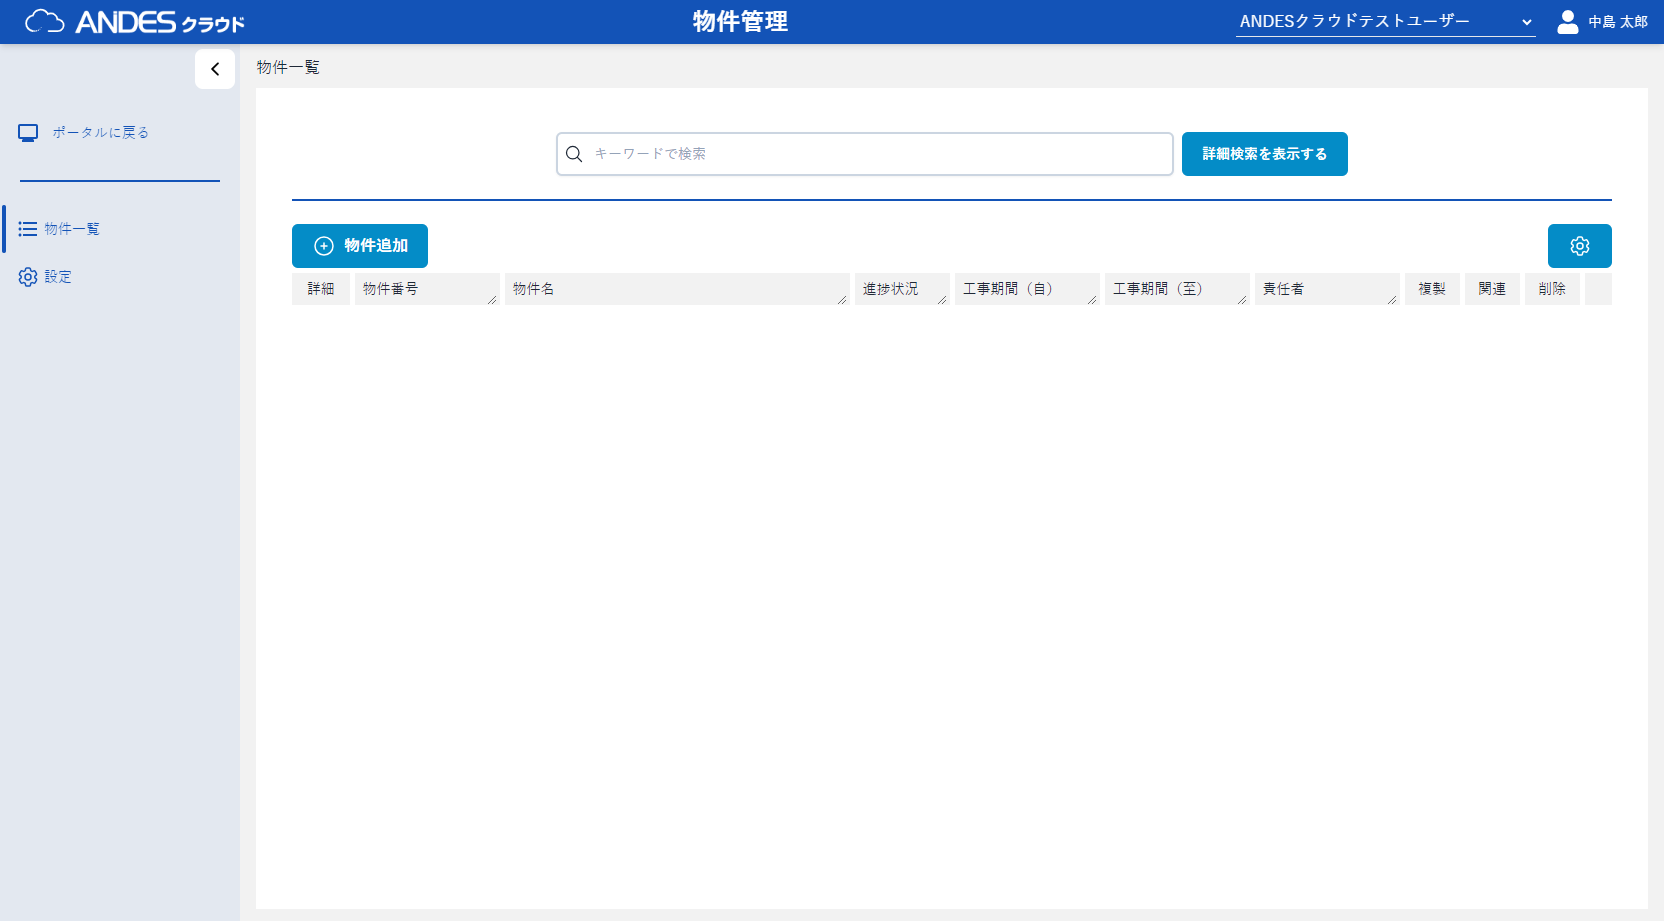 ANDES クラウド
物件管理
ANDESクラウドテストユーザー
中島 太郎
物件一覧
ポータルに戻る
キーワードで検索
詳細検索を表示する
物件一覧
物件追加
設定
詳細 物件番号 物件名 進捗状況 工事期間（自） 工事期間（至） 責任者 複製 関連 削除